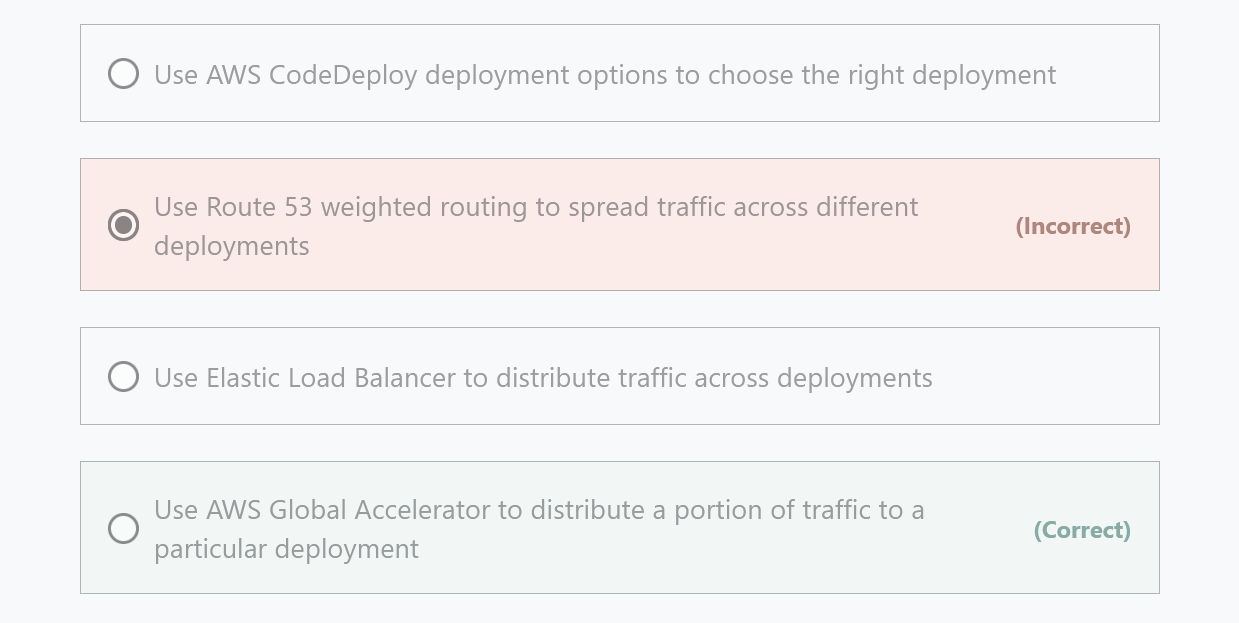 Use AWS CodeDeploy deployment options to choose the right deployment
Use Route 53 weighted routing to spread traffic across different
deployments
(Incorrect)
Use Elastic Load Balancer to distribute traffic across deployments
Use AWS Global Accelerator to distribute a portion of traffic to a
particular deployment
(Correct)